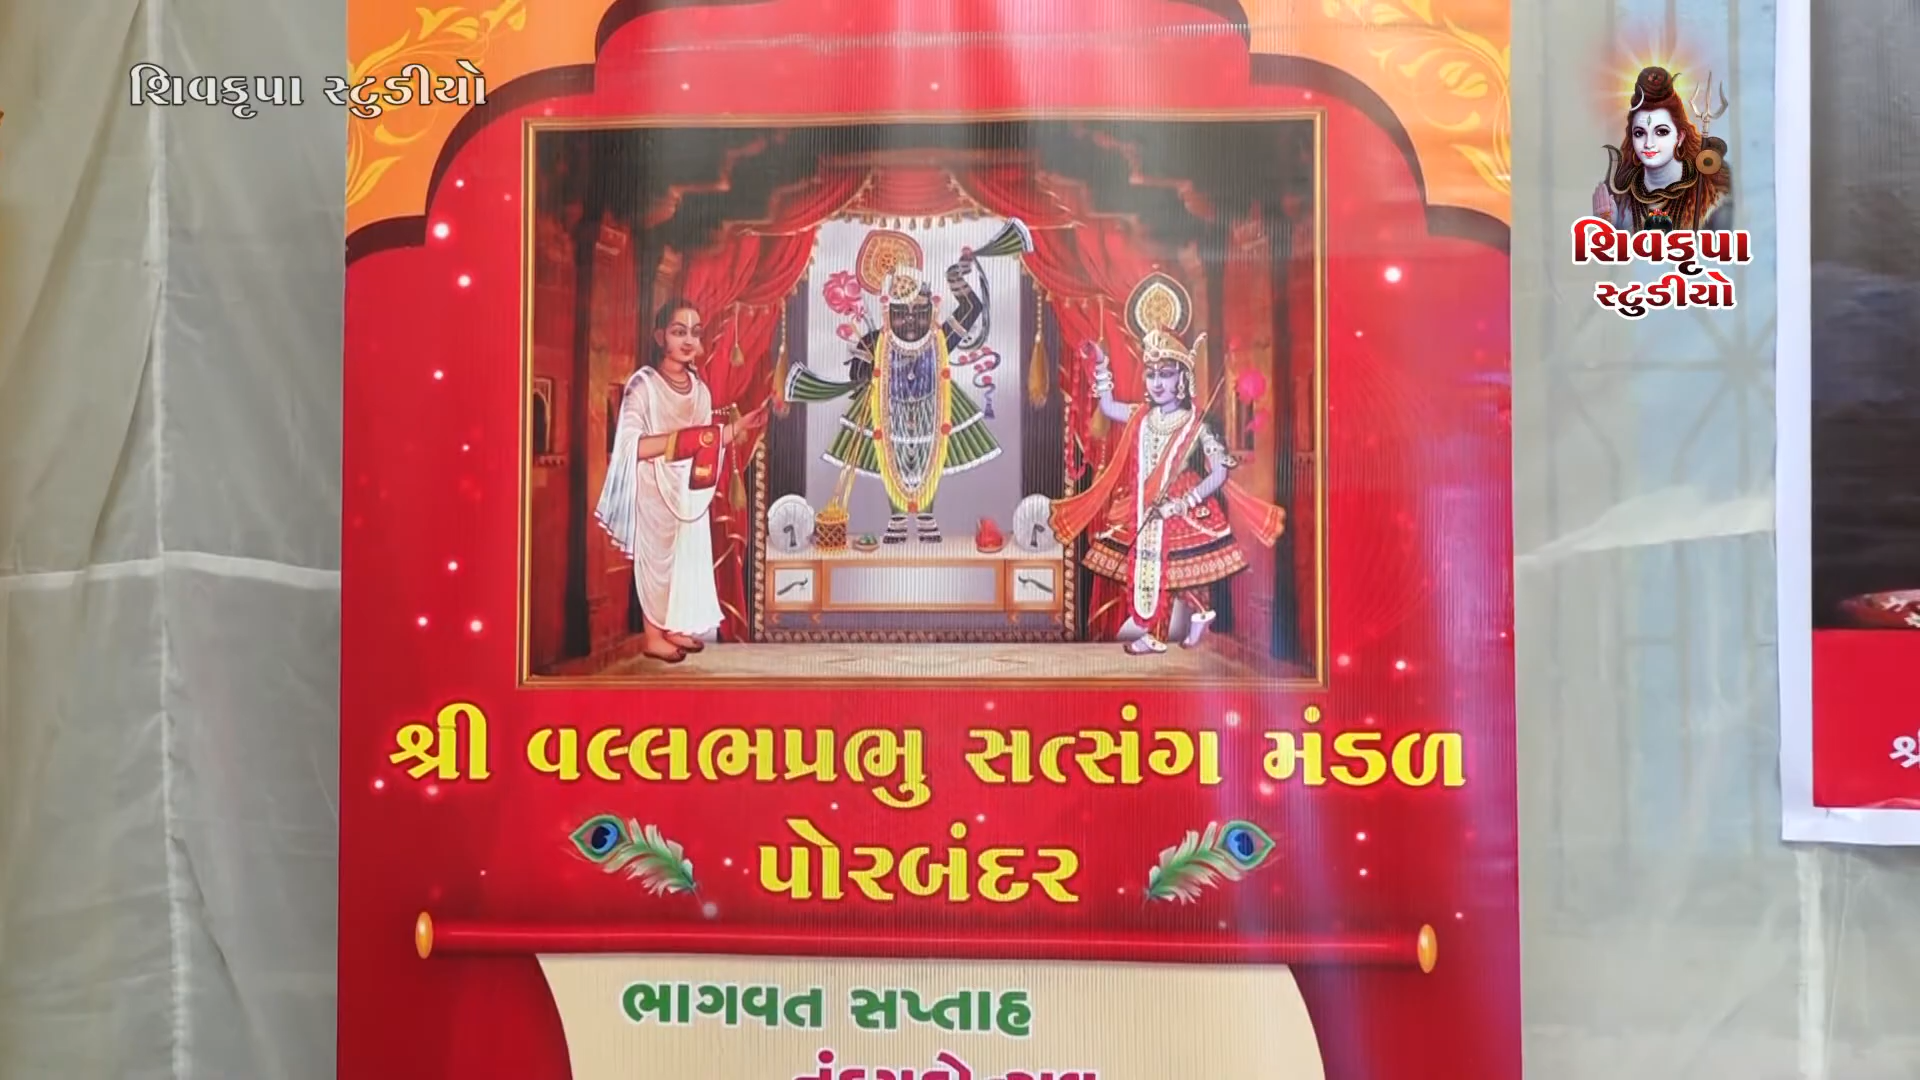 શિવકૃપા સ્ટુડીયો
શિવકૃપા
સ્ટુડીયો
શ્રી વલ્લભપ્રભુ સત્સંગ મંડળ
પોરબંદર
ભાગવત સપ્તાહ